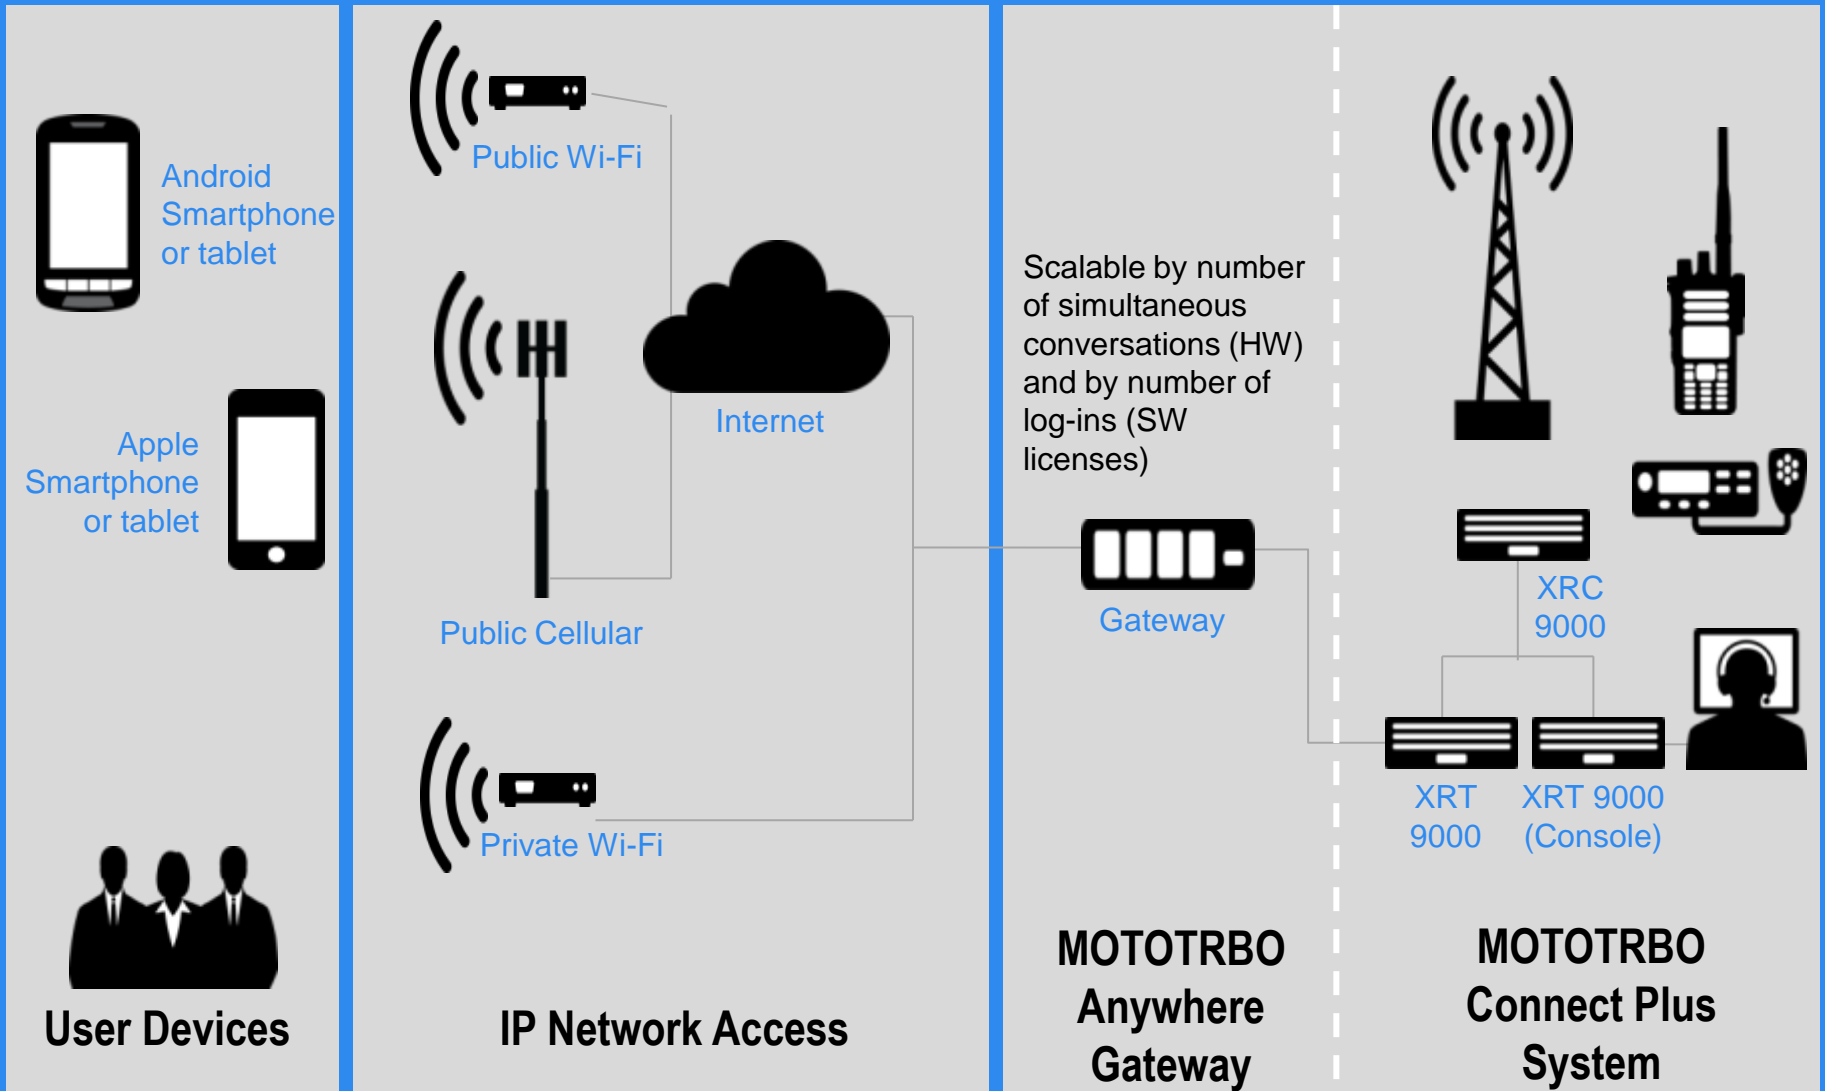 Android
Smartphone
or tablet
Apple
Smartphone
or tablet
User Devices
Public Wi-Fi
Internet
Public Cellular
Private Wi-Fi
IP Network Access
Scalable by number
of simultaneous
conversations (HW)
and by number of
log-ins (SW
licenses)
Gateway
MOTOTRBO
Anywhere
Gateway
XRC
9000
XRT
9000
XRT 9000
(Console)
MOTOTRBO
Connect Plus
System